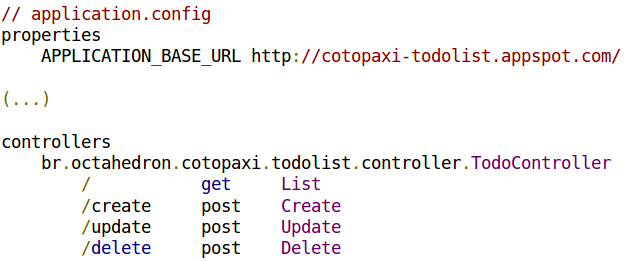 // application.config
properties
    APPLICATION_BASE_URL http://cotopaxi-todolist.appspot.com/
(...)
controllers
    br.octahedron.cotopaxi.todolist.controller.TodoController
        /          get     List
        /create    post    Create
        /update    post    Update
        /delete    post    Delete